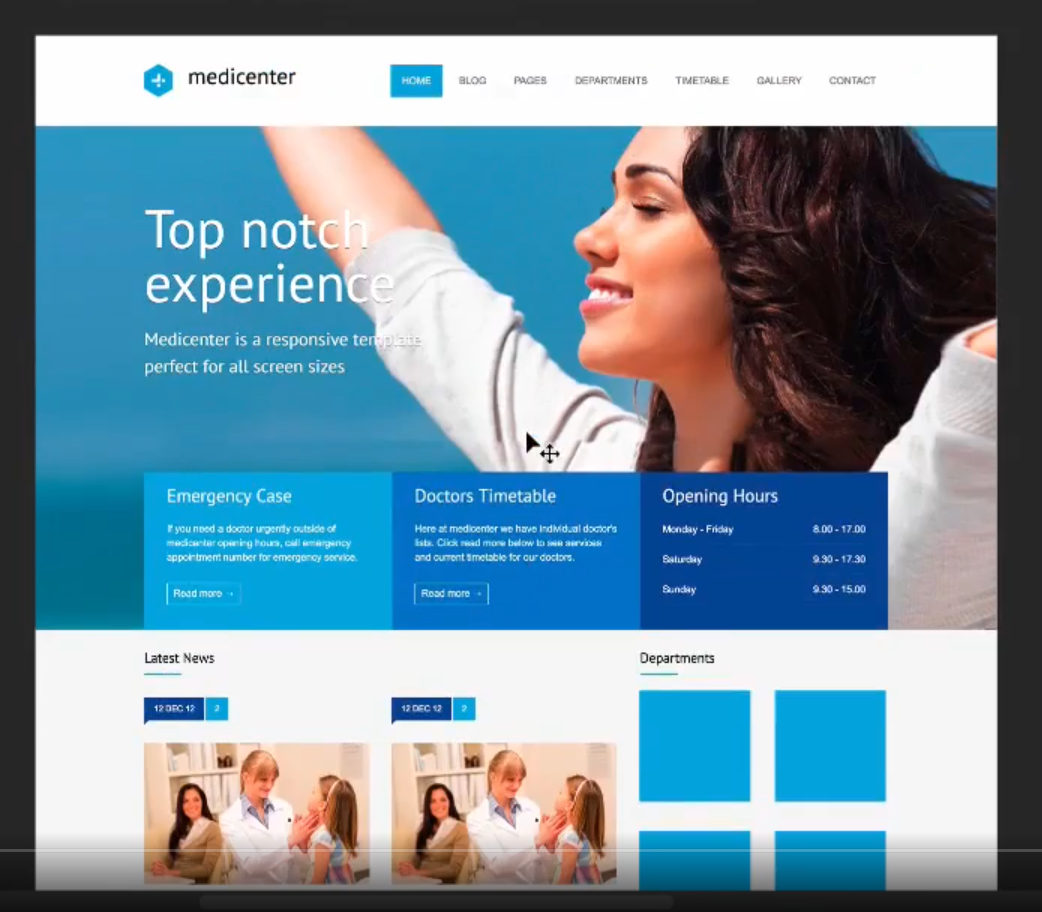 medicenter
HOME BLOG PAGES DEPARTMENTS TIMETABLE GALLERY CONTACT
Top notch
experience
Medicenter is a responsive template
perfect for all screen sizes
Emergency Case
If you need a doctor urgently outside of
medicenter opening hours, call emergency
appointment number for emergency service.
Read more →
Doctors Timetable
Here at medicenter we have individual doctor's
lists. Click read more below to see services
and current timetable for our doctors.
Read more →
Opening Hours
Monday - Friday 8.00 - 17.00
Saturday 9.30 - 17.30
Sunday 9.30 - 15.00
Latest News
12 DEC 12 2
12 DEC 12 2
Departments